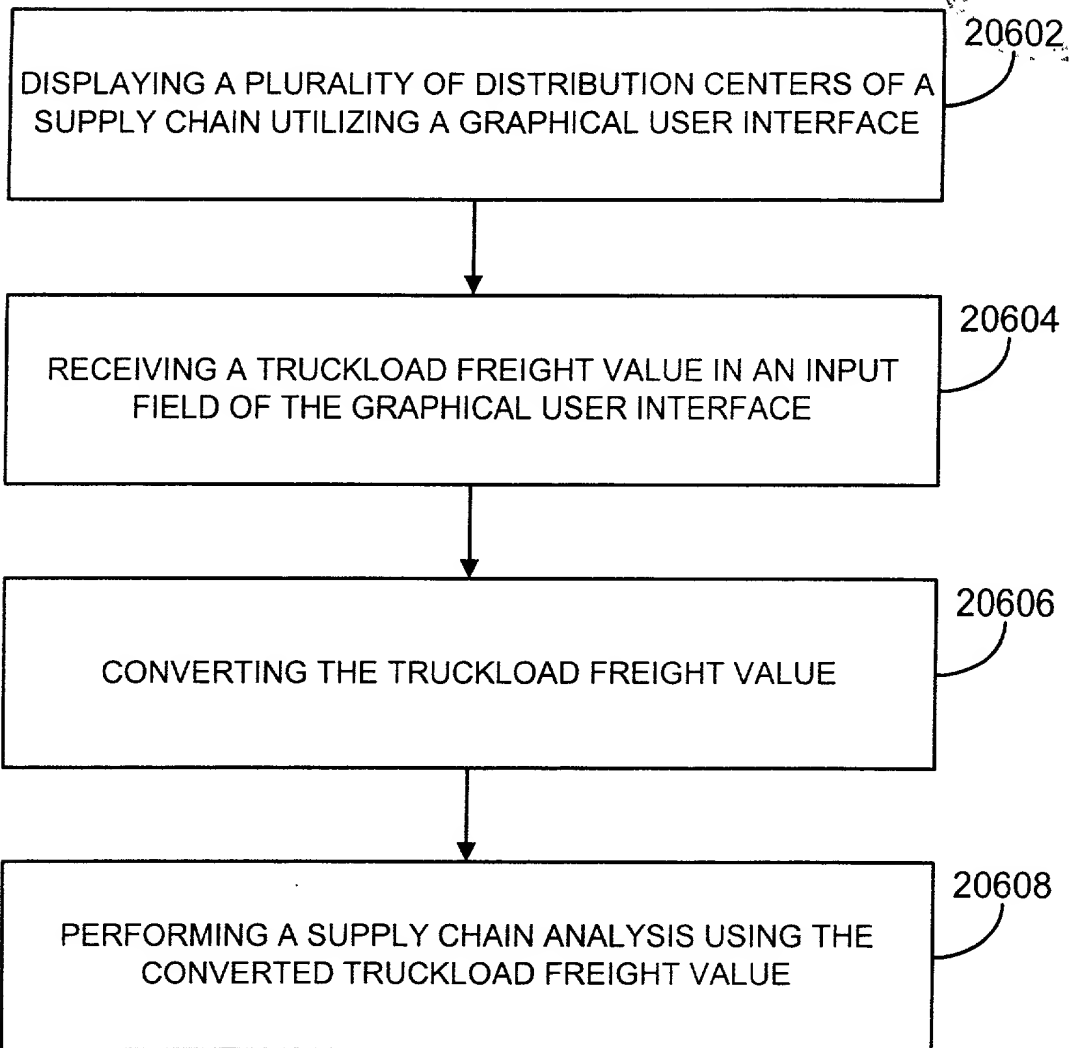 20602
DISPLAYING A PLURALITY OF DISTRIBUTION CENTERS OF A
SUPPLY CHAIN UTILIZING A GRAPHICAL USER INTERFACE
20604
RECEIVING A TRUCKLOAD FREIGHT VALUE IN AN INPUT
FIELD OF THE GRAPHICAL USER INTERFACE
20606
CONVERTING THE TRUCKLOAD FREIGHT VALUE
20608
PERFORMING A SUPPLY CHAIN ANALYSIS USING THE
CONVERTED TRUCKLOAD FREIGHT VALUE